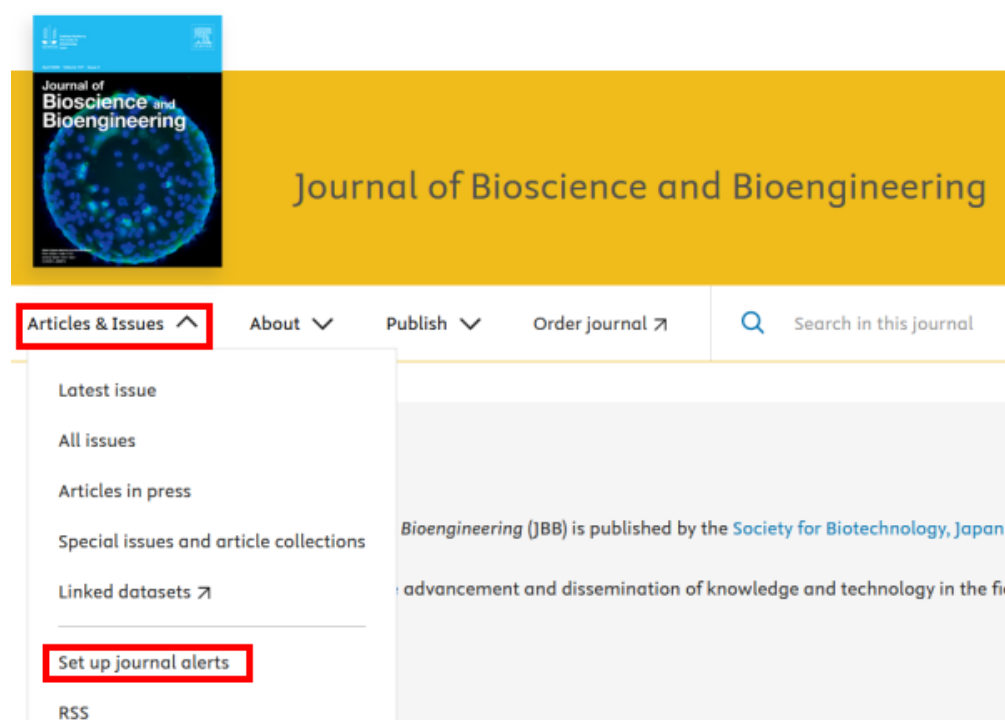 Journal of
Bioscience and
Bioengineering
Journal of Bioscience and Bioengineering
Articles & Issues
About
Publish
Order journal
Search in this journal
Latest issue
All issues
Articles in press
Special issues and article collections
Bioengineering (JBB) is published by the Society for Biotechnology, Japan
Linked datasets
advancement and dissemination of knowledge and technology in the fi
Set up journal alerts
RSS